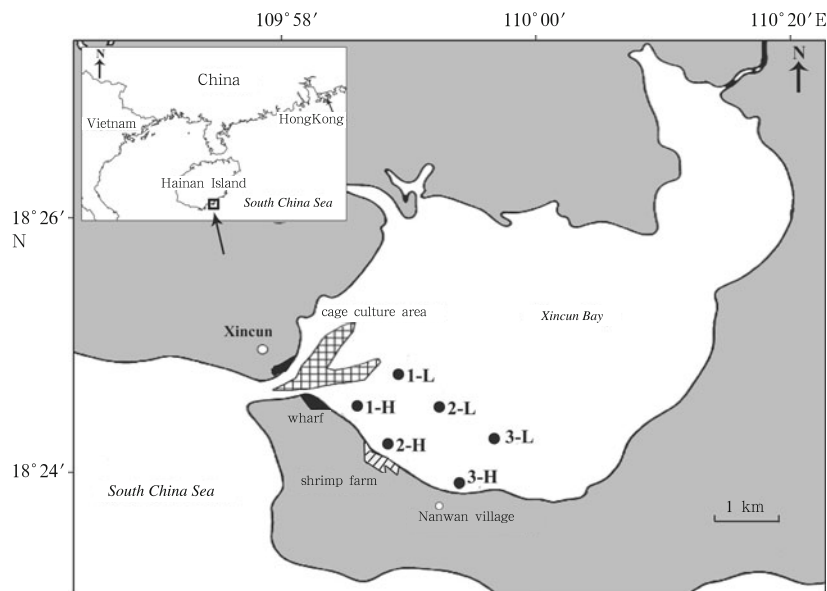 109°58′ 110°00′ 110°20′E
N
China
Vietnam
HongKong
Hainan Island
South China Sea
N
18°26′
N
cage culture area
Xincun Bay
Xincun
1-L
1-H
2-L
wharf
2-H
3-L
18°24′
shrimp farm
3-H
South China Sea
Nanwan village
1 km